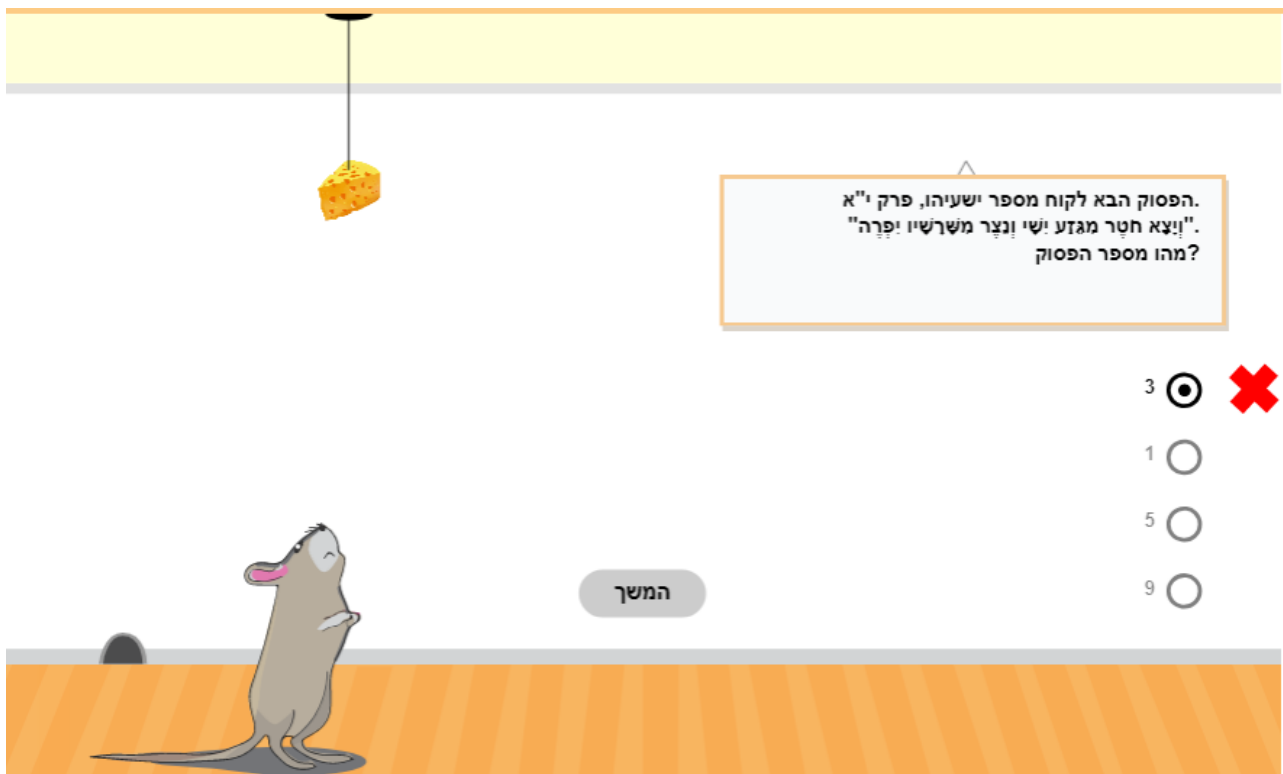 .הפסוק הבא לקוח מספר ישעיהו, פרק י"א
."וְיָצָא חֹטֶר מִגֵּזַע יִשָׁי וְנֵצֶר מִשָּׁרָשָׁיו יִפְרֶה"
?מהו מספר הפסוק
3
1
5
9
המשך